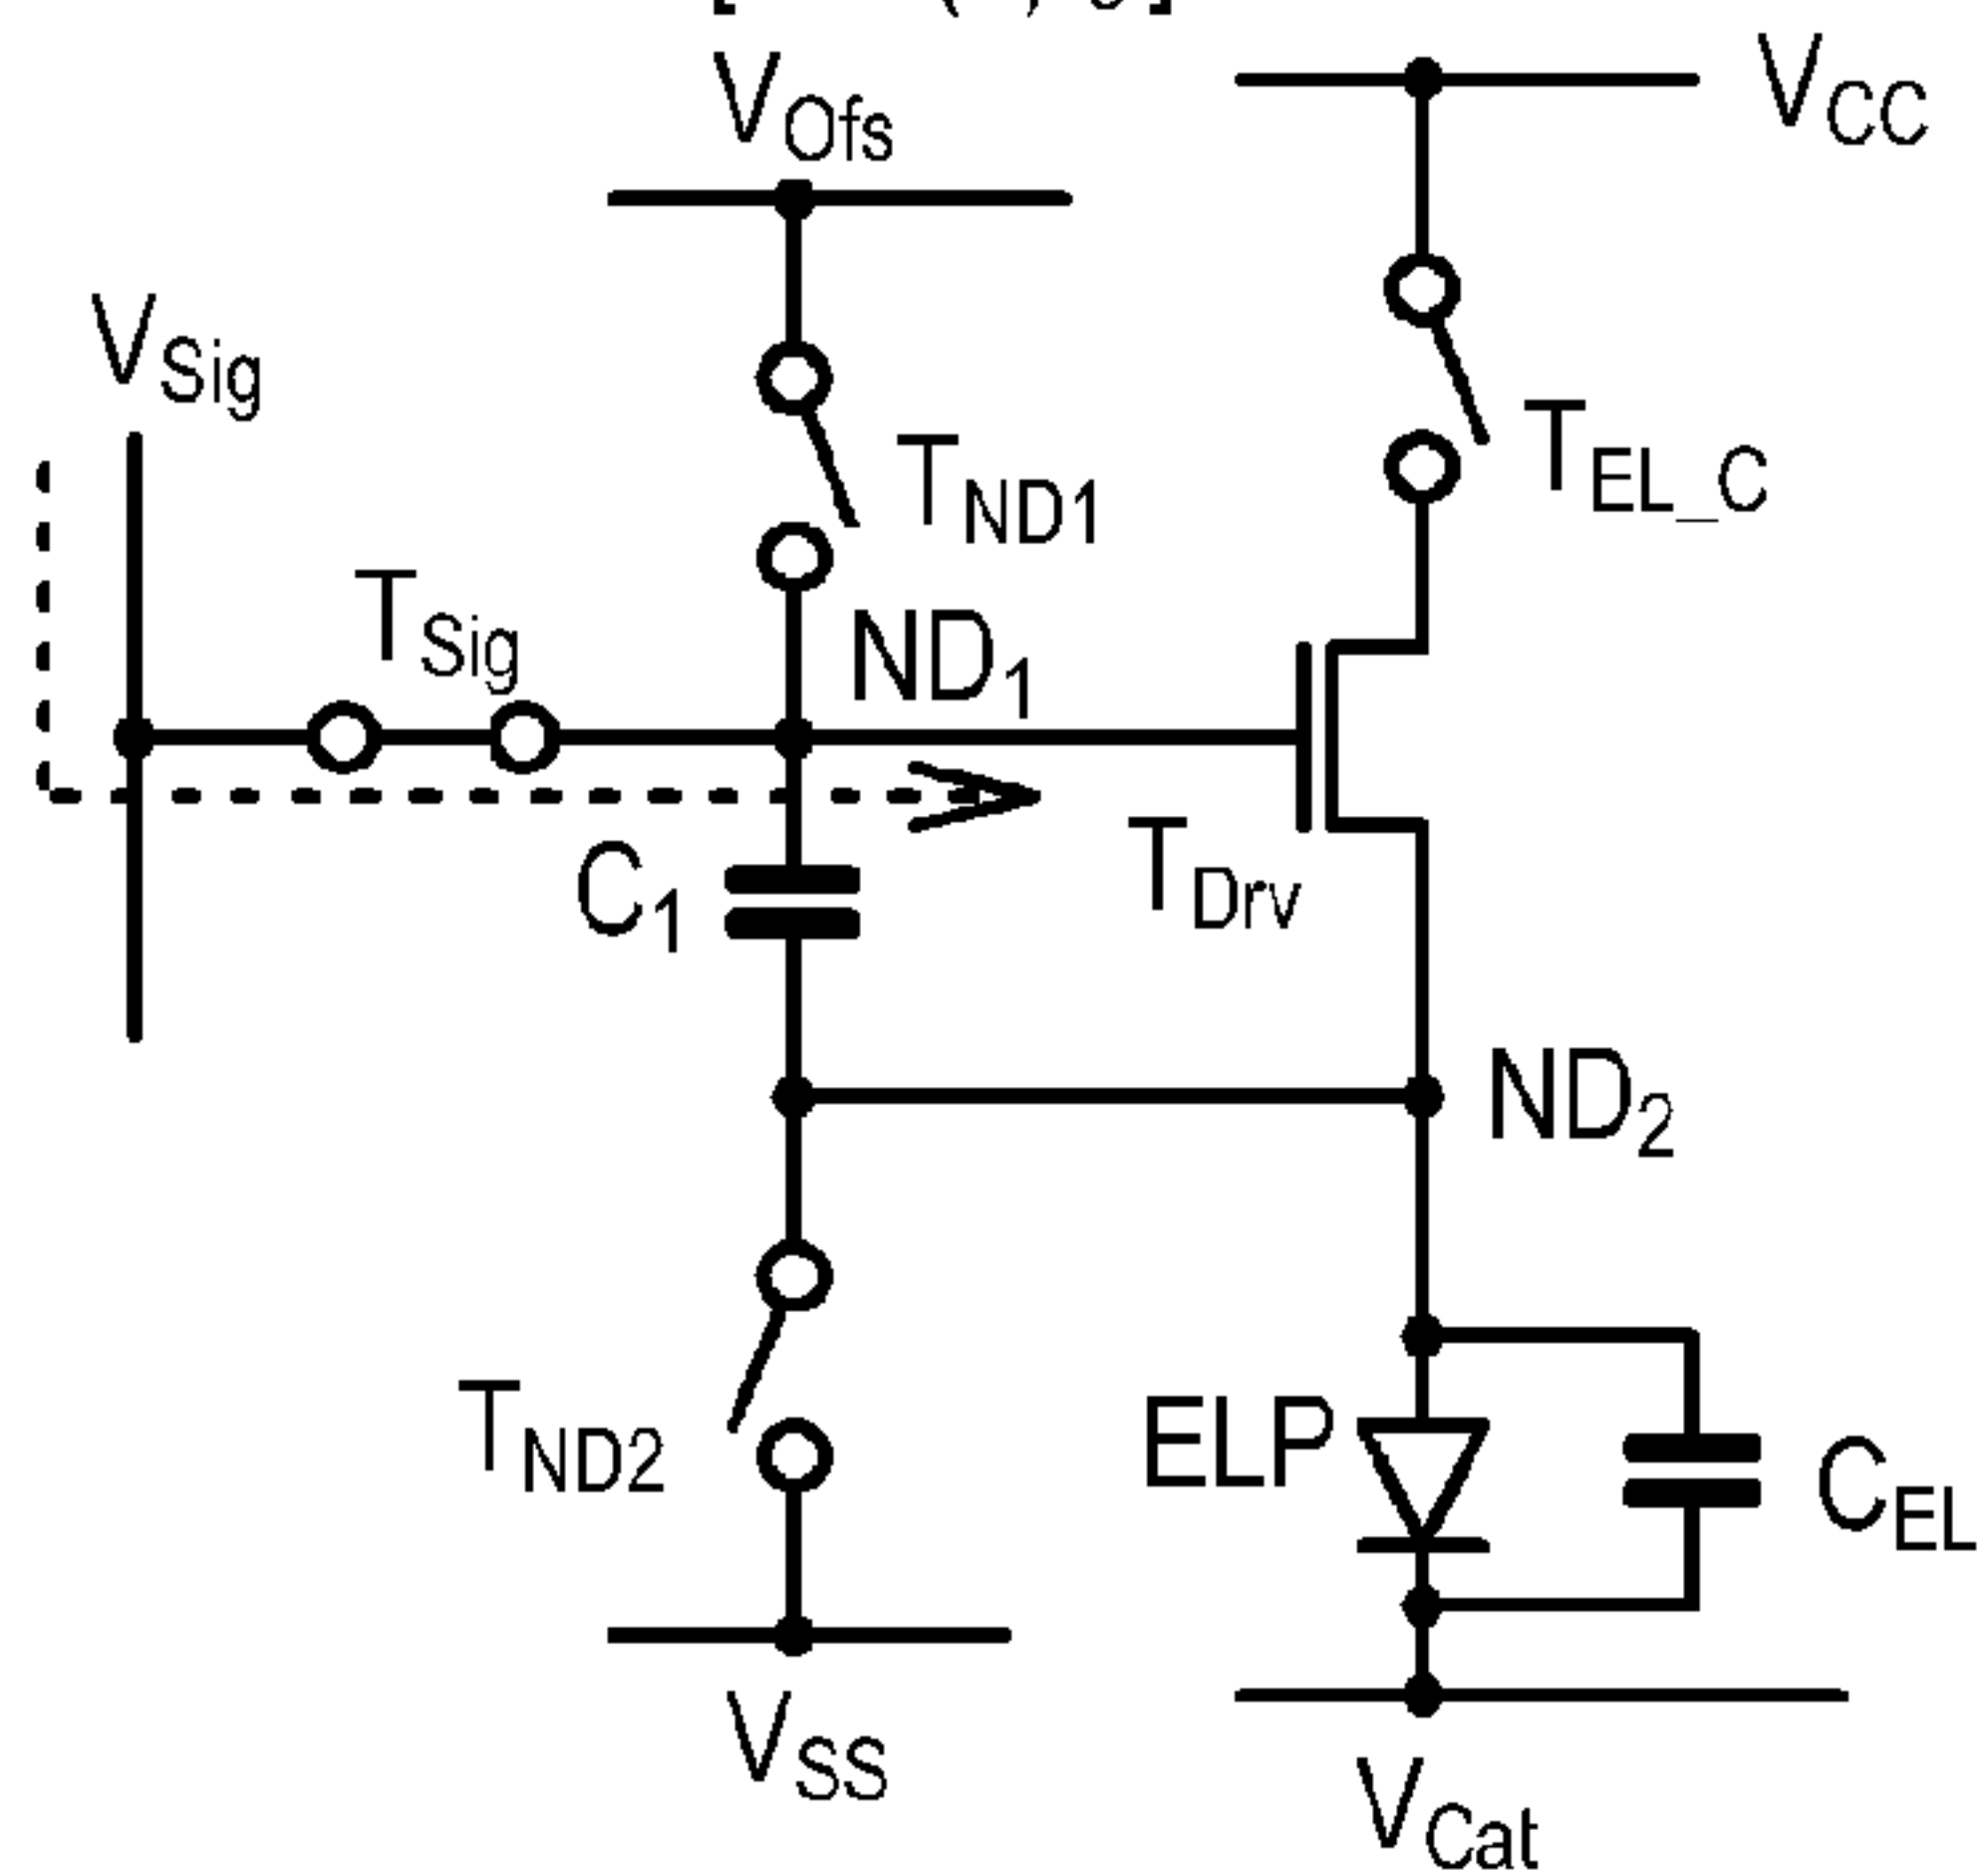 V_Ofs
V_CC
V_Sig
T_ND1
T_EL_C
T_Sig
ND_1
C_1
T_Drv
ND_2
T_ND2
ELP
C_EL
V_SS
V_Cat